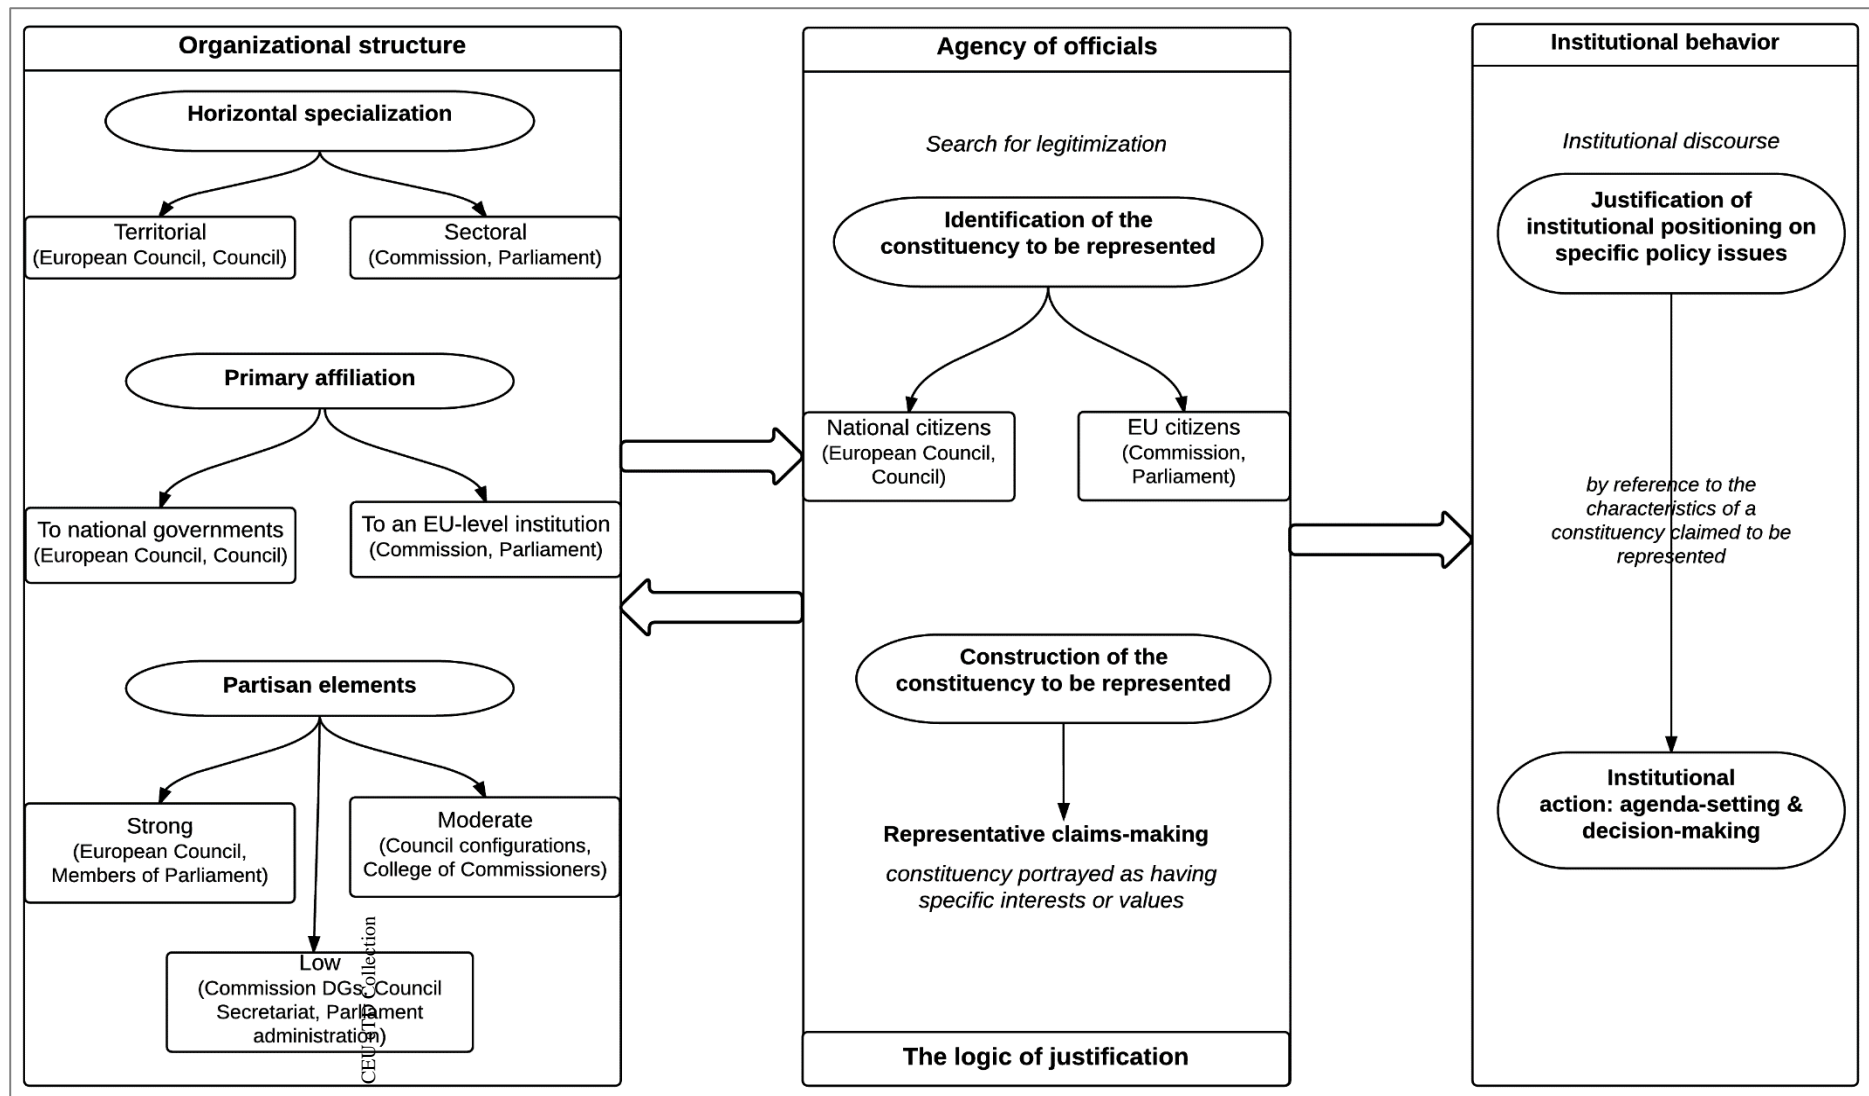 Organizational structure
Horizontal specialization
Territorial
(European Council, Council)
Sectoral
(Commission, Parliament)
Primary affiliation
To national governments
(European Council, Council)
To an EU-level institution
(Commission, Parliament)
Partisan elements
Strong
(European Council,
Members of Parliament)
Moderate
(Council configurations,
College of Commissioners)
Low
(Commission DGs, Council
Secretariat, Parliament
administration)
CEU eTD Collection
Agency of officials
Search for legitimization
Identification of the
constituency to be represented
National citizens
(European Council,
Council)
EU citizens
(Commission,
Parliament)
Construction of the
constituency to be represented
Representative claims-making
constituency portrayed as having
specific interests or values
The logic of justification
Institutional behavior
Institutional discourse
Justification of
institutional positioning on
specific policy issues
by reference to the
characteristics of a
constituency claimed to be
represented
Institutional
action: agenda-setting &
decision-making